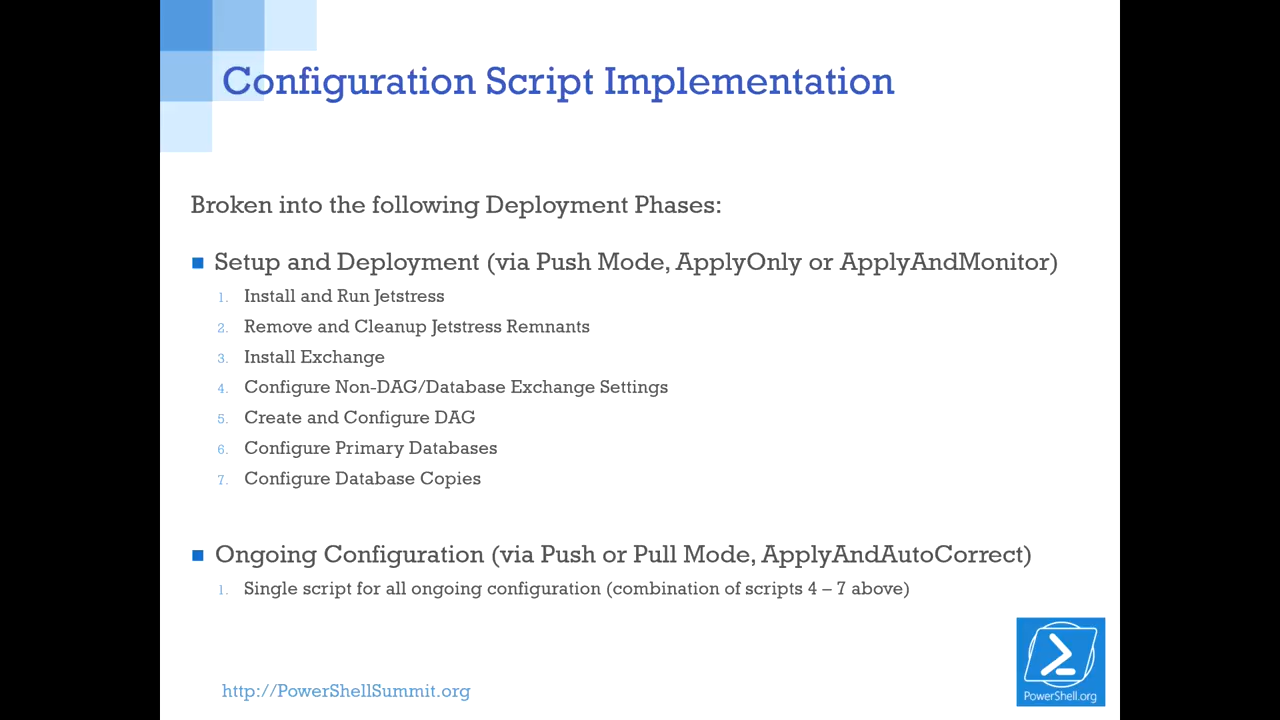 Configuration Script Implementation
Broken into the following Deployment Phases:
Setup and Deployment (via Push Mode, ApplyOnly or ApplyAndMonitor)
1. Install and Run Jetstress
2. Remove and Cleanup Jetstress Remnants
3. Install Exchange
4. Configure Non-DAG/Database Exchange Settings
5. Create and Configure DAG
6. Configure Primary Databases
7. Configure Database Copies
Ongoing Configuration (via Push or Pull Mode, ApplyAndAutoCorrect)
1. Single script for all ongoing configuration (combination of scripts 4 – 7 above)
http://PowerShellSummit.org
PowerShell.org